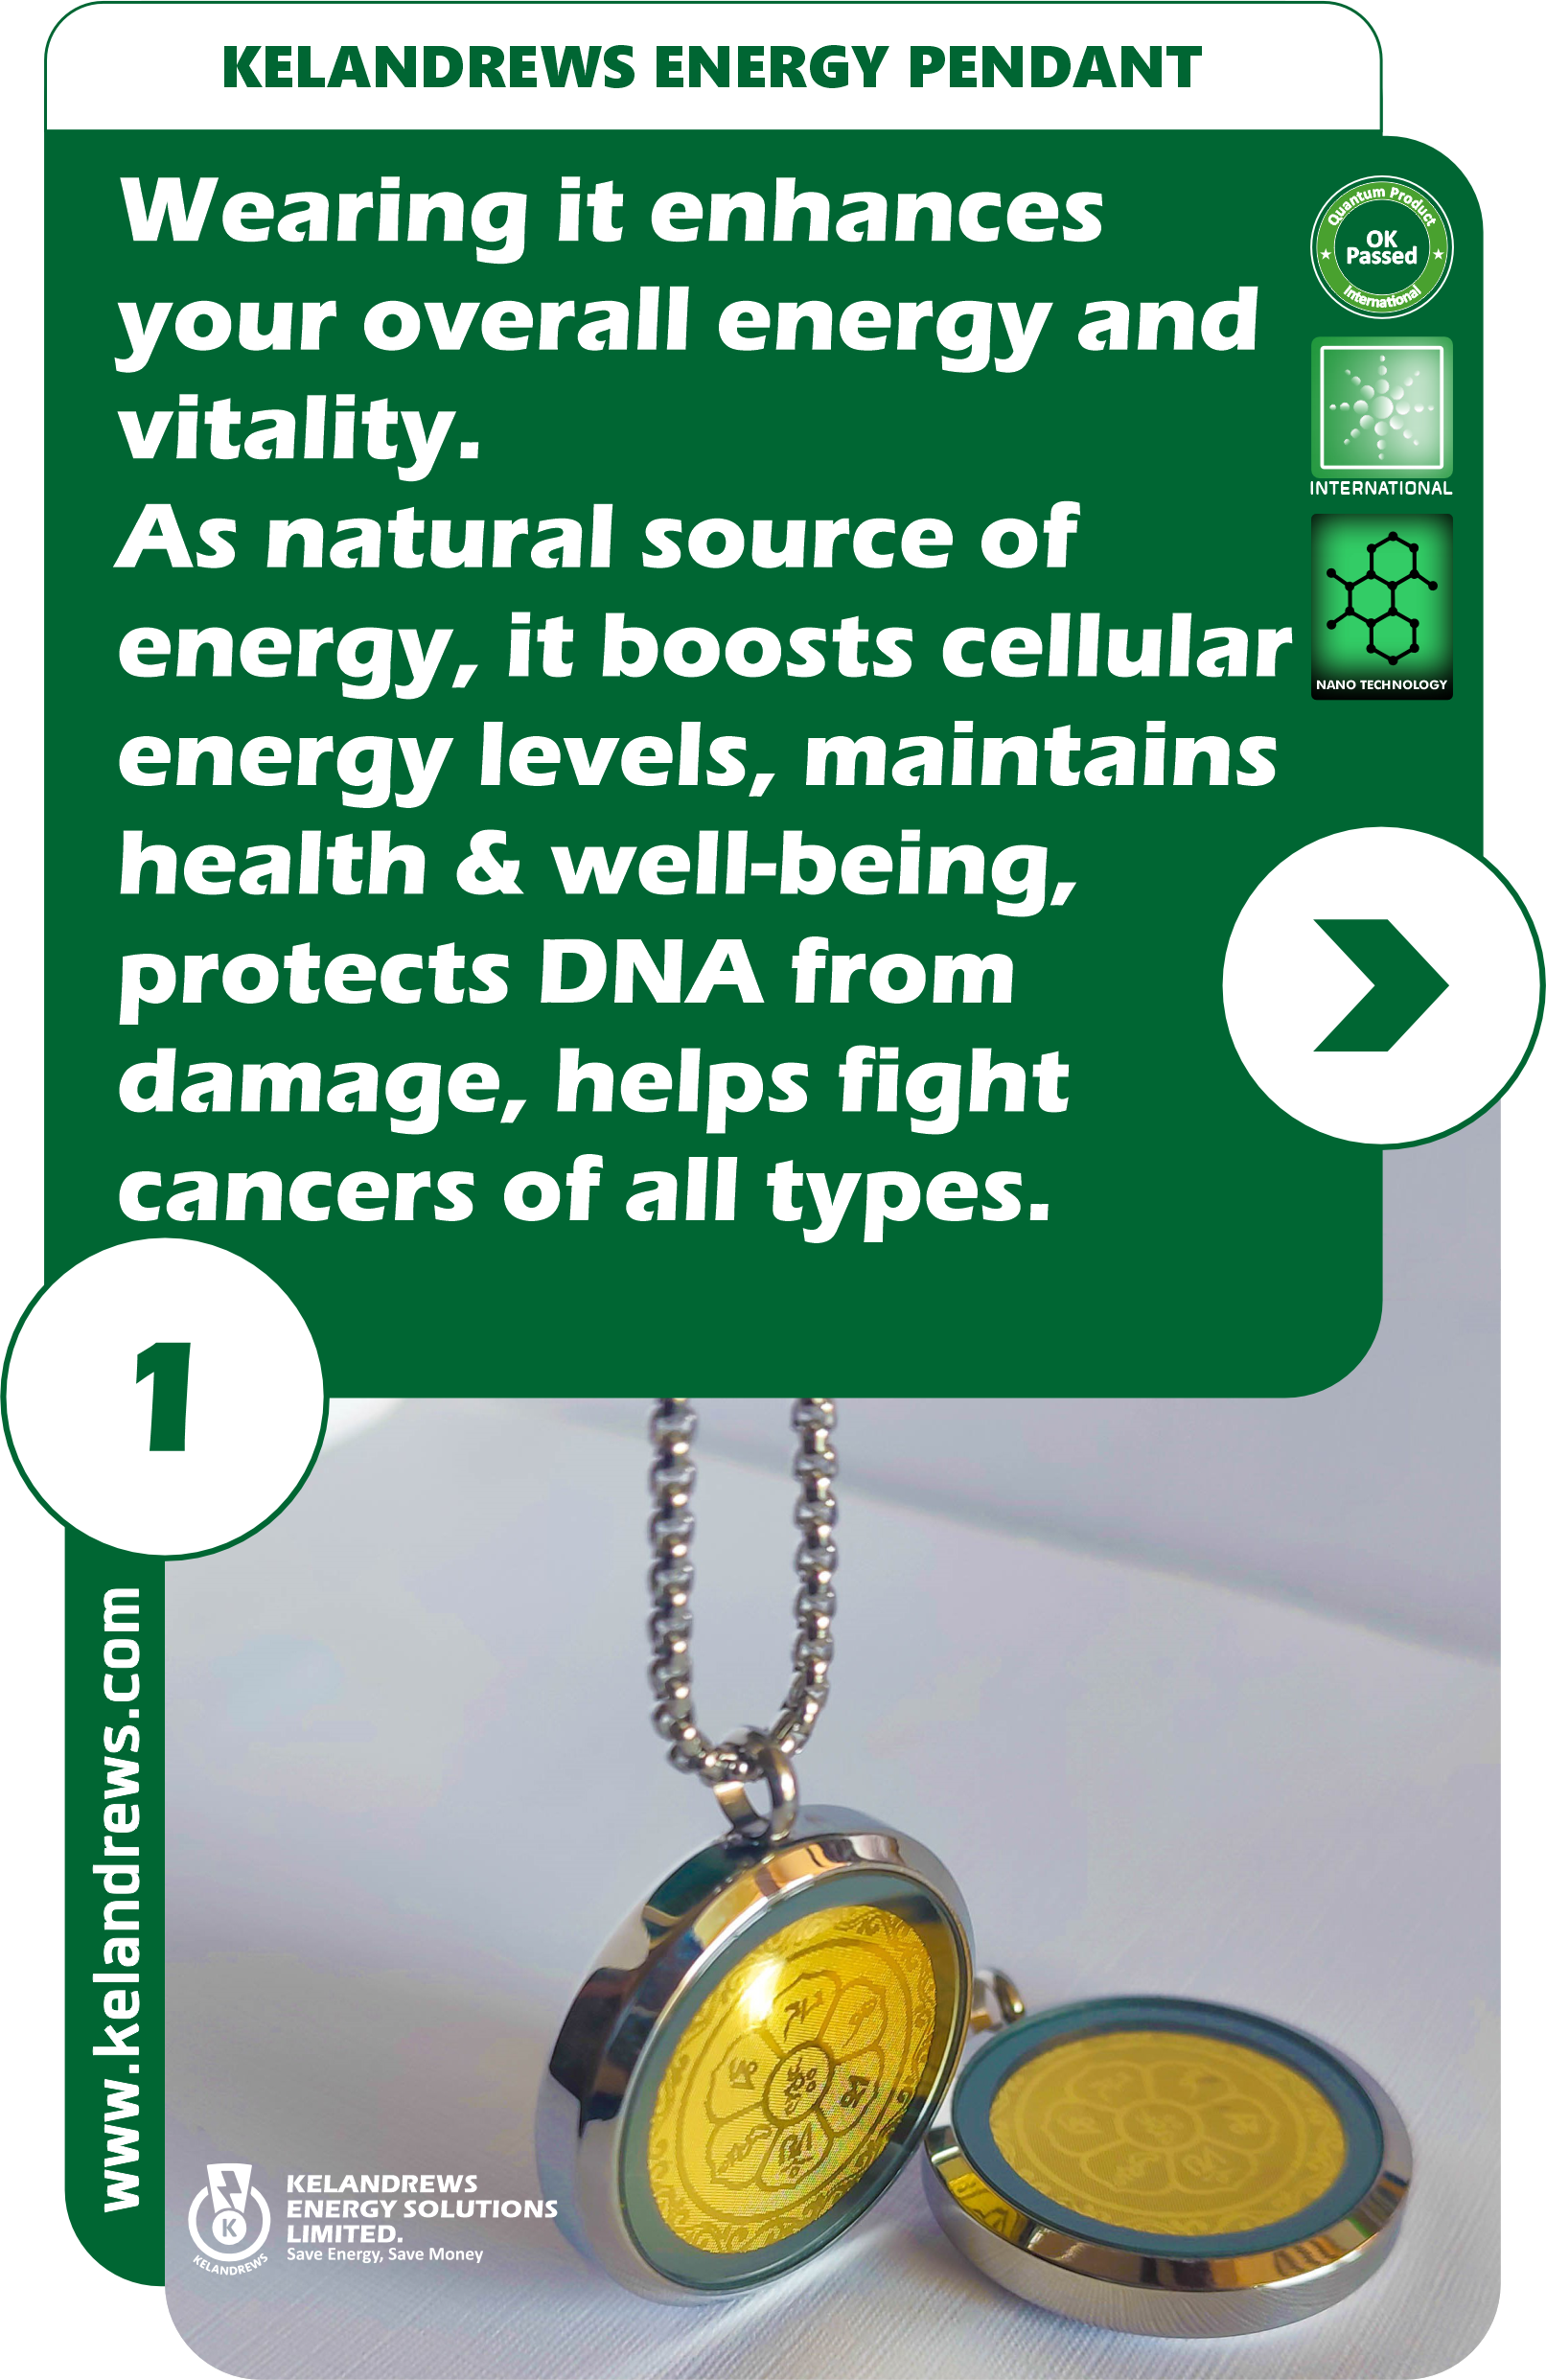 KELANDREWS ENERGY PENDANT
Wearing it enhances
your overall energy and
vitality.
As natural source of
energy, it boosts cellular
energy levels, maintains
health & well-being,
protects DNA from
damage, helps fight
cancers of all types.
Quantum Product
OK
Passed
International
INTERNATIONAL
NANO TECHNOLOGY
1
www.kelandrews.com
K
KELANDREWS
KELANDREWS
ENERGY SOLUTIONS
LIMITED.
Save Energy, Save Money